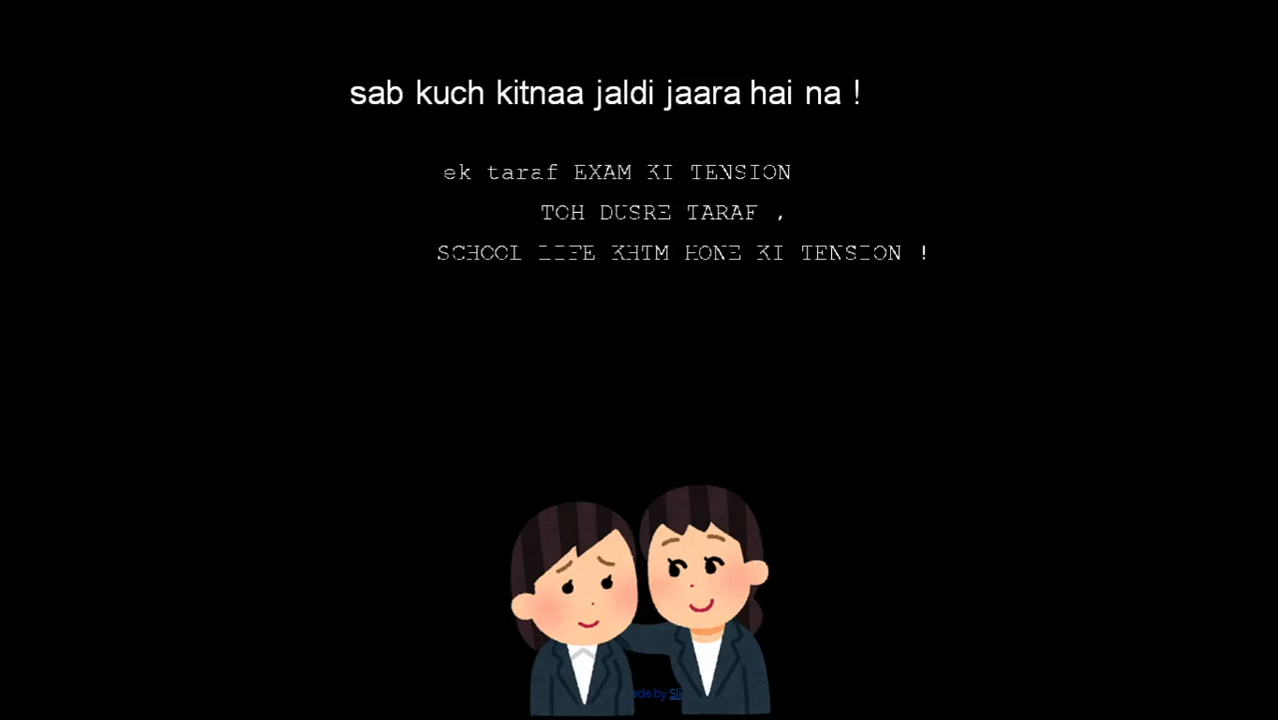 sab kuch kitnaa jaldi jaara hai na !
ek taraf EXAM KI TENSION
TOH DUSRE TARAF ,
SCHOOL LIFE KHTM HONE KI TENSION !
by